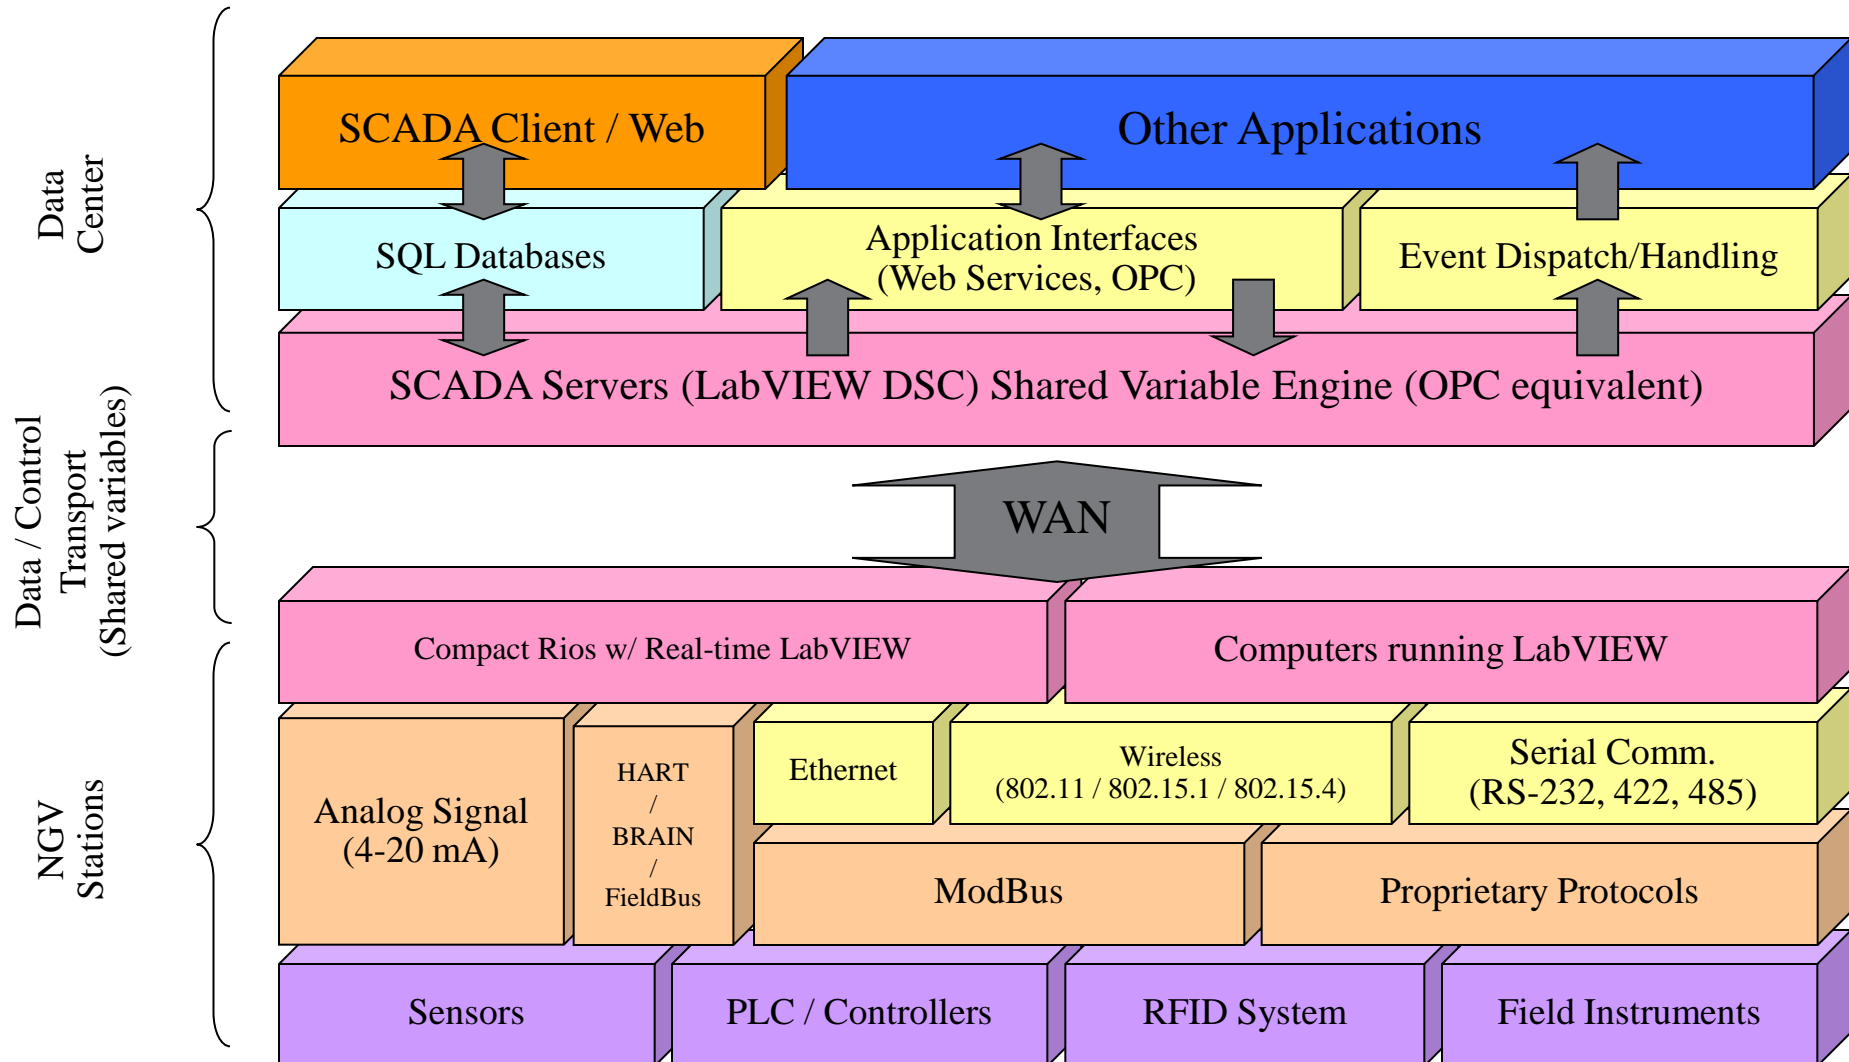 Data
Center
SCADA Client / Web
Other Applications
SQL Databases
Application Interfaces
(Web Services, OPC)
Event Dispatch/Handling
SCADA Servers (LabVIEW DSC) Shared Variable Engine (OPC equivalent)
Data / Control
Transport
(Shared variables)
WAN
NGV
Stations
Compact Rios w/ Real-time LabVIEW
Computers running LabVIEW
Analog Signal
(4-20 mA)
HART
/
BRAIN
/
FieldBus
Ethernet
Wireless
(802.11 / 802.15.1 / 802.15.4)
Serial Comm.
(RS-232, 422, 485)
ModBus
Proprietary Protocols
Sensors
PLC / Controllers
RFID System
Field Instruments